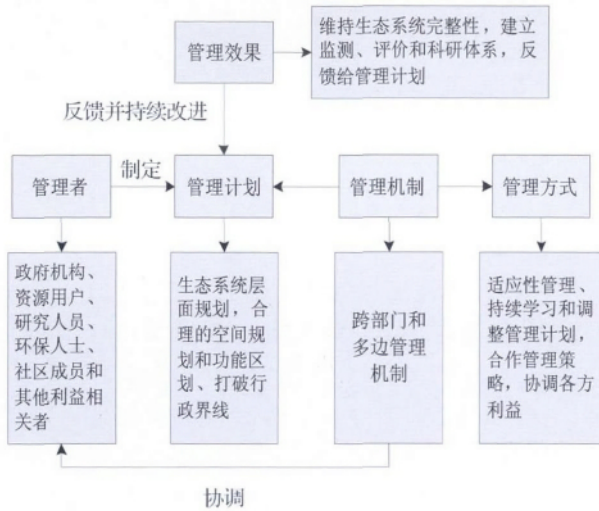 管理效果
维持生态系统完整性，建立
监测、评价和科研体系，反
馈给管理计划
反馈并持续改进
管理者
制定
管理计划
管理机制
管理方式
政府机构、
资源用户、
研究人员、
环保人士、
社区成员和
其他利益相
关者
生态系统层
面规划，合
理的空间规
划和功能区
划、打破行
政界线
跨部门和
多边管理
机制
适应性管理、
持续学习和调
整管理计划，
合作管理策
略，协调各方
利益
协调